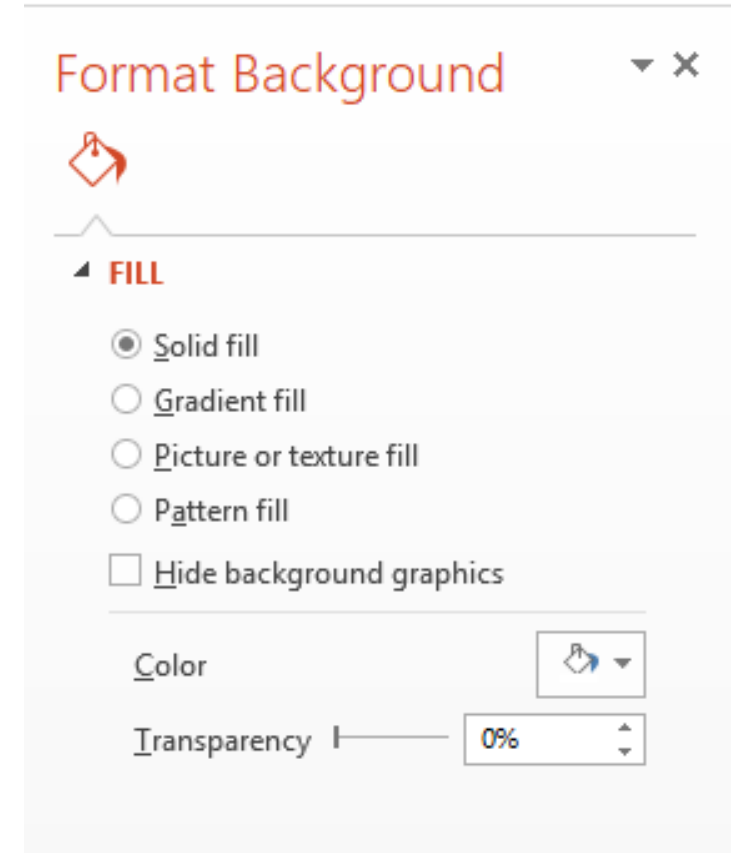 Format Background
FILL
Solid fill
Gradient fill
Picture or texture fill
Pattern fill
Hide background graphics
Color
Transparency 0%